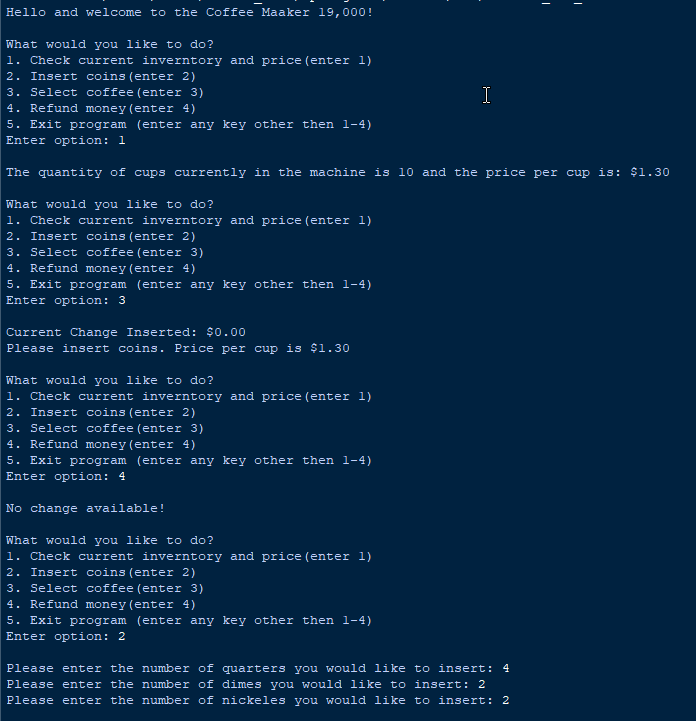 Hello and welcome to the Coffee Maaker 19,000!
What would you like to do?
1. Check current inverntory and price(enter 1)
2. Insert coins(enter 2)
3. Select coffee(enter 3)
4. Refund money(enter 4)
5. Exit program (enter any key other then 1-4)
Enter option: 1
The quantity of cups currently in the machine is 10 and the price per cup is: $1.30
What would you like to do?
1. Check current inverntory and price(enter 1)
2. Insert coins(enter 2)
3. Select coffee(enter 3)
4. Refund money(enter 4)
5. Exit program (enter any key other then 1-4)
Enter option: 3
Current Change Inserted: $0.00
Please insert coins. Price per cup is $1.30
What would you like to do?
1. Check current inverntory and price(enter 1)
2. Insert coins(enter 2)
3. Select coffee(enter 3)
4. Refund money(enter 4)
5. Exit program (enter any key other then 1-4)
Enter option: 4
No change available!
What would you like to do?
1. Check current inverntory and price(enter 1)
2. Insert coins(enter 2)
3. Select coffee(enter 3)
4. Refund money(enter 4)
5. Exit program (enter any key other then 1-4)
Enter option: 2
Please enter the number of quarters you would like to insert: 4
Please enter the number of dimes you would like to insert: 2
Please enter the number of nickeles you would like to insert: 2